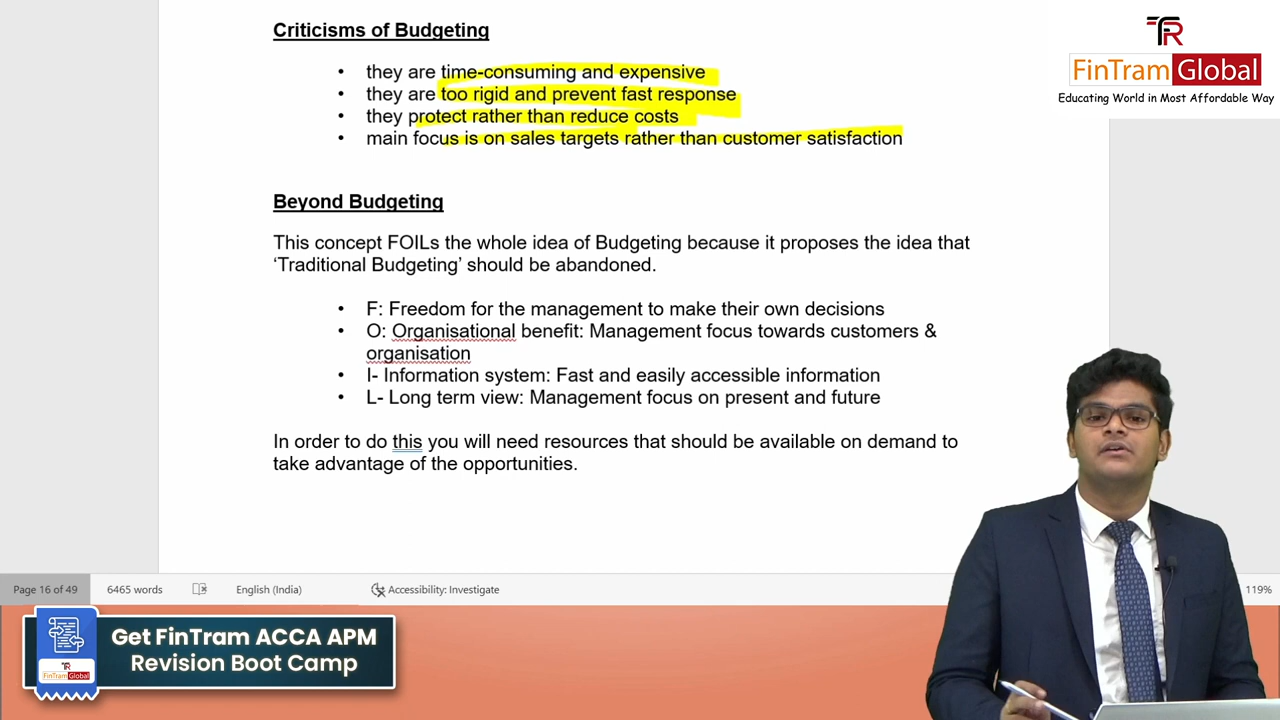 Criticisms of Budgeting
• they are time-consuming and expensive
• they are too rigid and prevent fast response
• they protect rather than reduce costs
• main focus is on sales targets rather than customer satisfaction
Beyond Budgeting
This concept FOILs the whole idea of Budgeting because it proposes the idea that
‘Traditional Budgeting’ should be abandoned.
• F: Freedom for the management to make their own decisions
• O: Organisational benefit: Management focus towards customers &
organisation
• I- Information system: Fast and easily accessible information
• L- Long term view: Management focus on present and future
In order to do this you will need resources that should be available on demand to
take advantage of the opportunities.
Page 16 of 49 6465 words English (India) Accessibility: Investigate 119%
TR
FinTram Global
Educating World in Most Affordable Way
TR
FinTram Global
Get FinTram ACCA APM
Revision Boot Camp